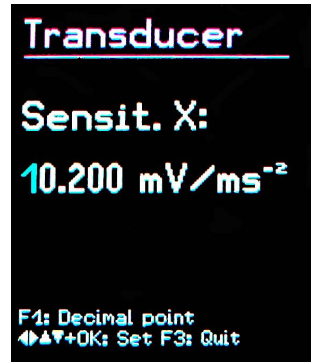 Transducer
Sensit. X:
10.200 mV/ms⁻²
F1: Decimal point
◀▶▲▼+OK: Set F3: Quit